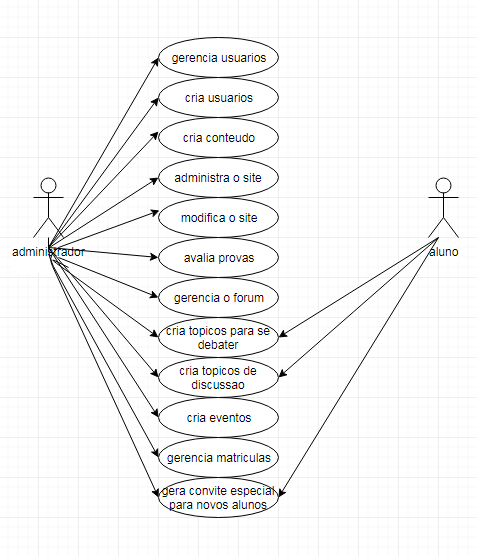 gerencia usuarios
cria usuarios
cria conteudo
administra o site
modifica o site
administrador
aluno
avalia provas
gerencia o forum
cria topicos para se
debater
cria topicos de
discussao
cria eventos
gerencia matriculas
gera convite especial
para novos alunos